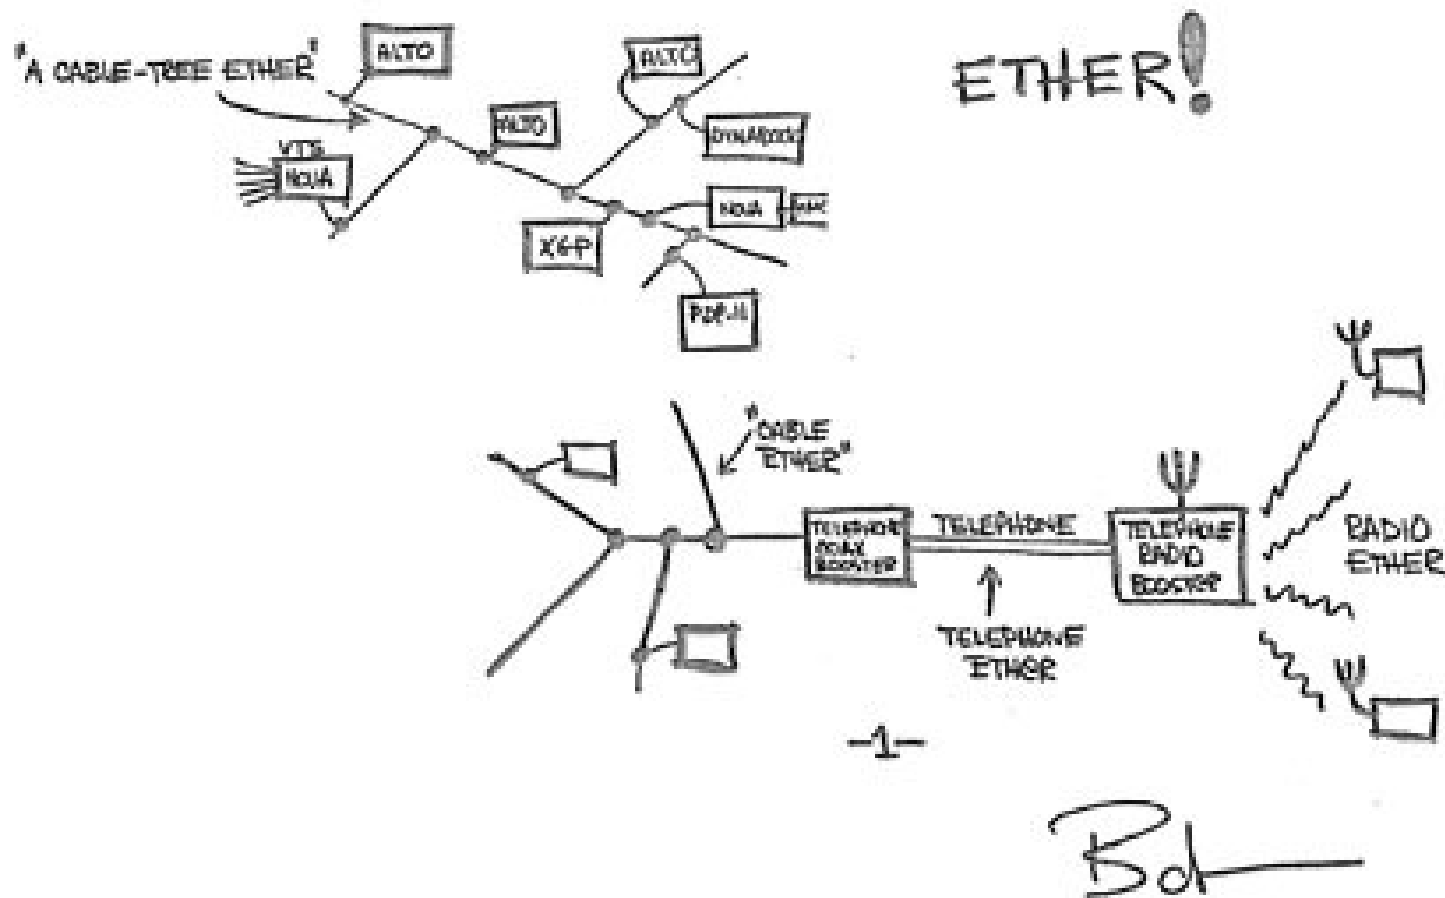 "A CABLE-TREE ETHER"
ALTO
ALTO
ETHER!
ALTO
VTS
NOVA
NOVA
XGP
PDP-11
"CABLE
ETHER"
TELEPHONE
COAX
BOOSTER
TELEPHONE
TELEPHONE
RADIO
BOOSTER
RADIO
ETHER
TELEPHONE
ETHER
-1-
Bob